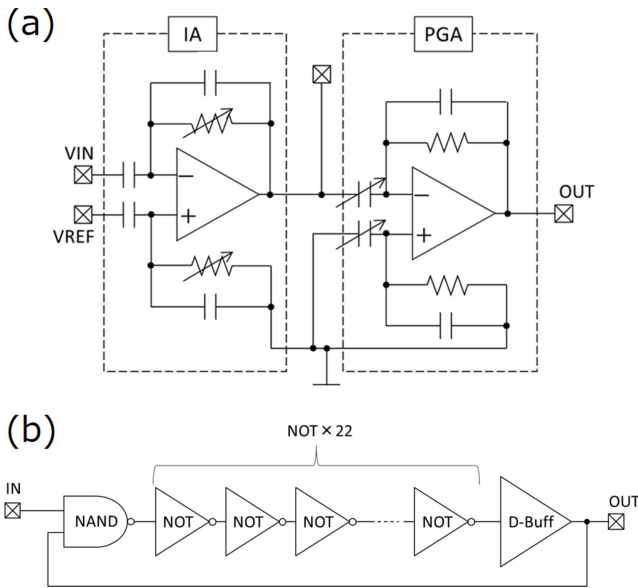 (a)
IA
PGA
VIN
−
+
VREF
−
+
OUT
(b)
NOT × 22
IN
NAND
NOT
NOT
NOT
NOT
D-Buff
OUT